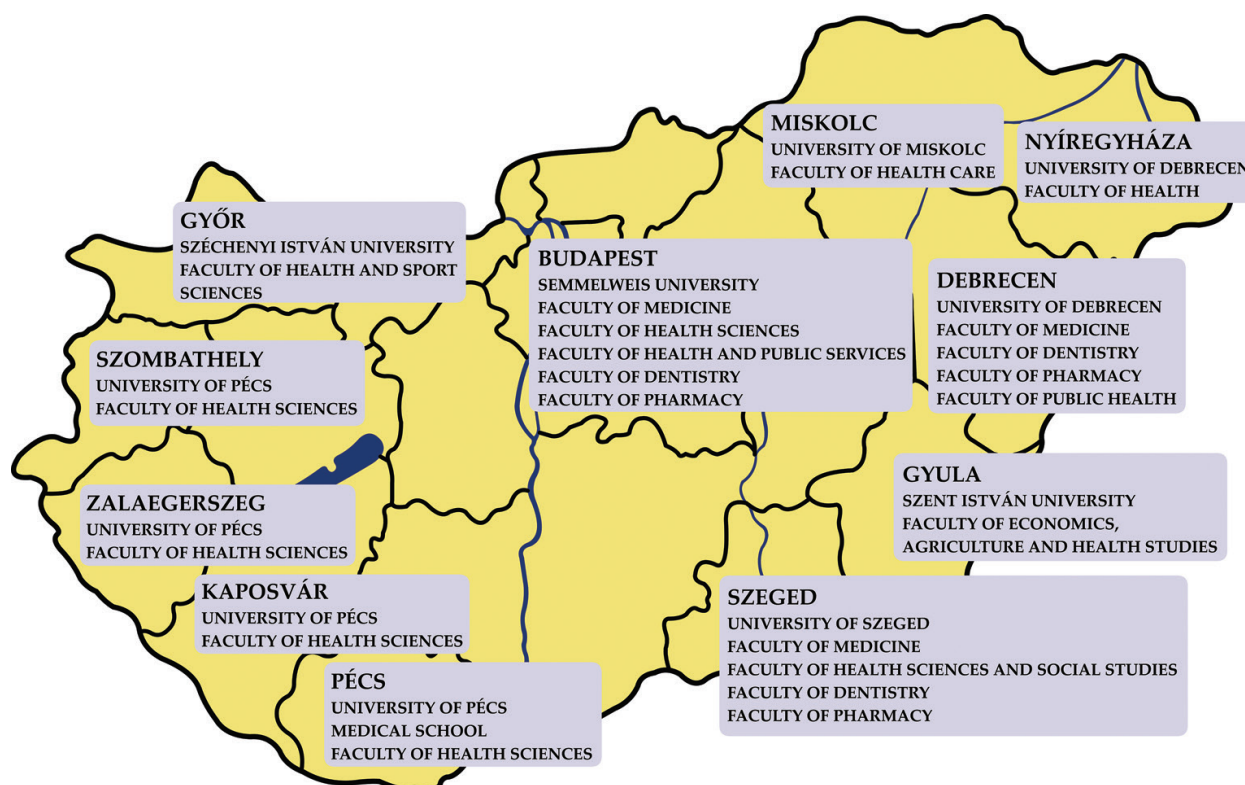 MISKOLC
UNIVERSITY OF MISKOLC
FACULTY OF HEALTH CARE
NYÍREGYHÁZA
UNIVERSITY OF DEBRECEN
FACULTY OF HEALTH
GYŐR
SZÉCHENYI ISTVÁN UNIVERSITY
FACULTY OF HEALTH AND SPORT
SCIENCES
BUDAPEST
SEMMELWEIS UNIVERSITY
FACULTY OF MEDICINE
FACULTY OF HEALTH SCIENCES
FACULTY OF HEALTH AND PUBLIC SERVICES
FACULTY OF DENTISTRY
FACULTY OF PHARMACY
DEBRECEN
UNIVERSITY OF DEBRECEN
FACULTY OF MEDICINE
FACULTY OF DENTISTRY
FACULTY OF PHARMACY
FACULTY OF PUBLIC HEALTH
SZOMBATHELY
UNIVERSITY OF PÉCS
FACULTY OF HEALTH SCIENCES
GYULA
SZENT ISTVÁN UNIVERSITY
FACULTY OF ECONOMICS,
AGRICULTURE AND HEALTH STUDIES
ZALAEGERSZEG
UNIVERSITY OF PÉCS
FACULTY OF HEALTH SCIENCES
KAPOSVÁR
UNIVERSITY OF PÉCS
FACULTY OF HEALTH SCIENCES
SZEGED
UNIVERSITY OF SZEGED
FACULTY OF MEDICINE
FACULTY OF HEALTH SCIENCES AND SOCIAL STUDIES
FACULTY OF DENTISTRY
FACULTY OF PHARMACY
PÉCS
UNIVERSITY OF PÉCS
MEDICAL SCHOOL
FACULTY OF HEALTH SCIENCES